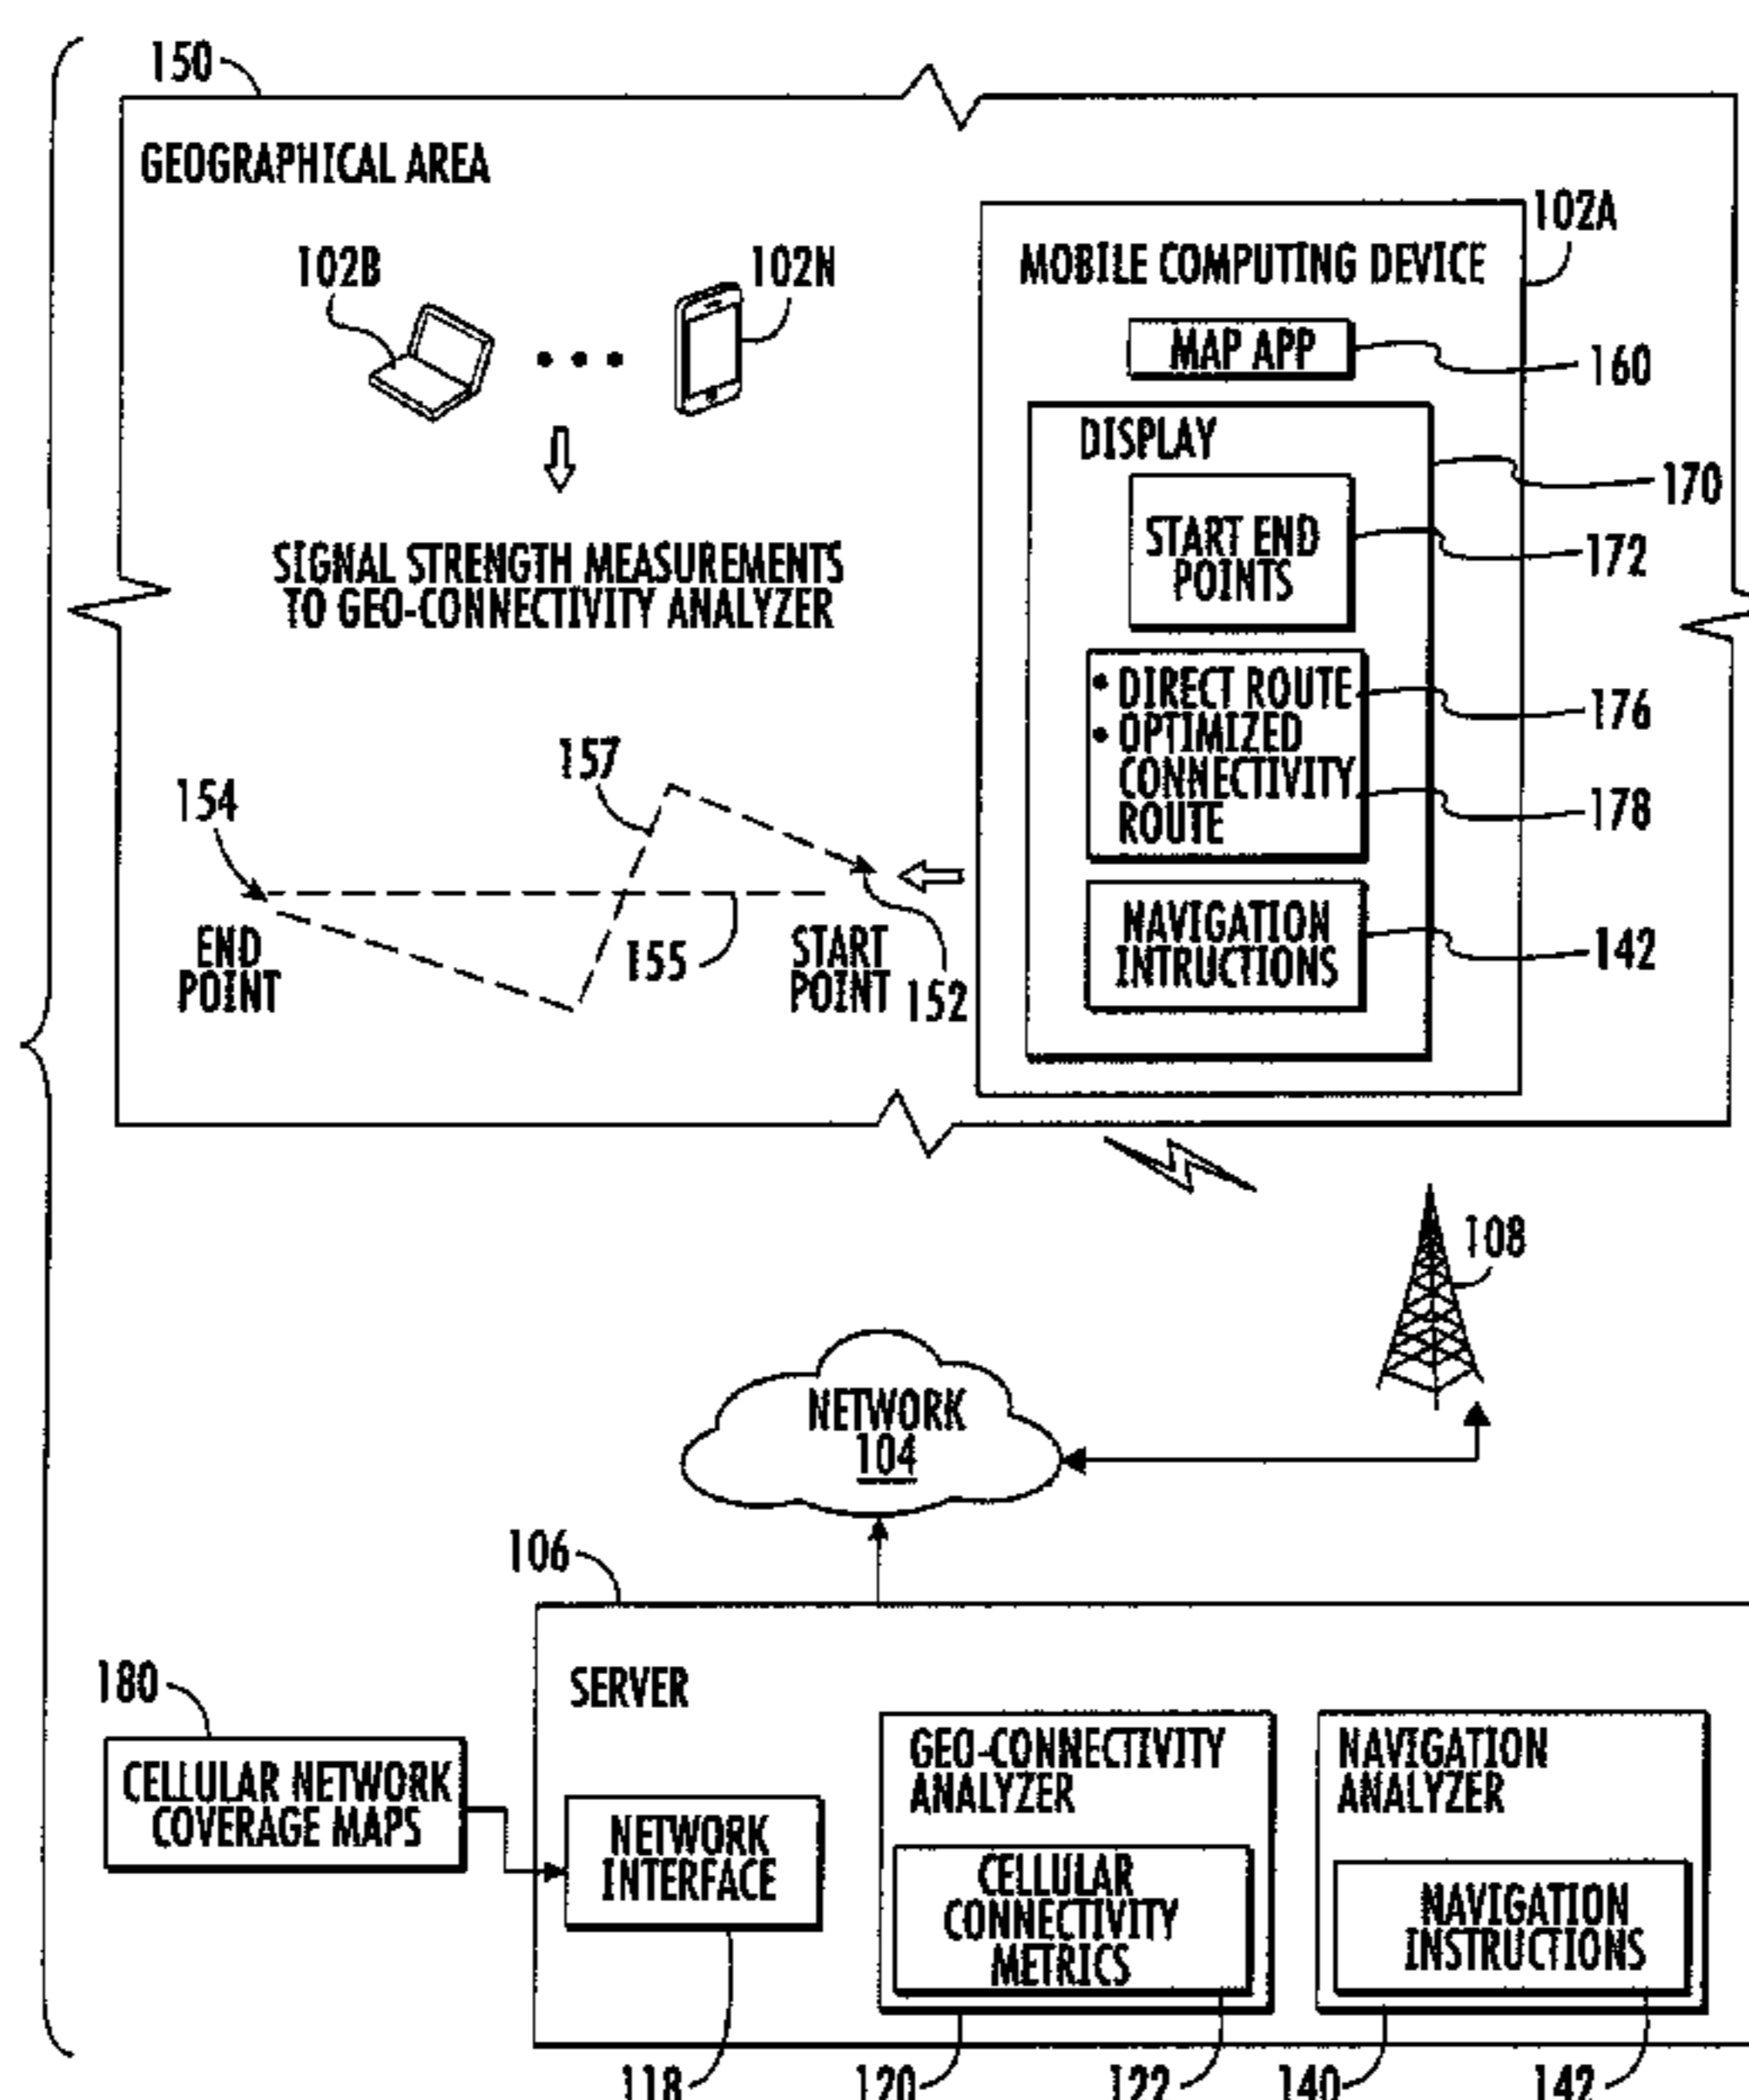 150
GEOGRAPHICAL AREA
102A
102B
102N
MOBILE COMPUTING DEVICE
MAP APP
160
DISPLAY
170
START END
POINTS
172
SIGNAL STRENGTH MEASUREMENTS
TO GEO-CONNECTIVITY ANALYZER
• DIRECT ROUTE
176
• OPTIMIZED
CONNECTIVITY
ROUTE
178
157
154
NAVIGATION
INTRUCTIONS
142
END
POINT
155
START
POINT
152
108
NETWORK
104
106
SERVER
180
CELLULAR NETWORK
COVERAGE MAPS
NETWORK
INTERFACE
GEO-CONNECTIVITY
ANALYZER
CELLULAR
CONNECTIVITY
METRICS
NAVIGATION
ANALYZER
NAVIGATION
INSTRUCTIONS
118
120
122
140
142